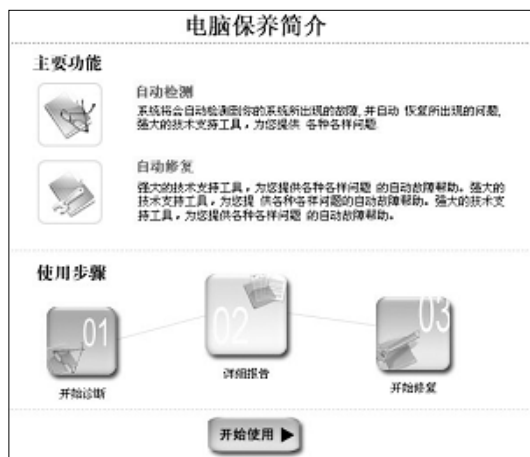 电脑保养简介
主要功能
自动检测
系统将会自动检测到你的系统所出现的故障, 并自动 恢复所出现的问题,
强大的技术支持工具，为您提供 各种各样问题
自动修复
强大的技术支持工具，为您提供各种各样问题 的自动故障帮助。强大的
技术支持工具，为您提 供各种各样问题的自动故障帮助。强大的技术支
持工具，为您提供各种各样问题 的自动故障帮助。
使用步骤
01
02
03
开始诊断
详细报告
开始修复
开始使用